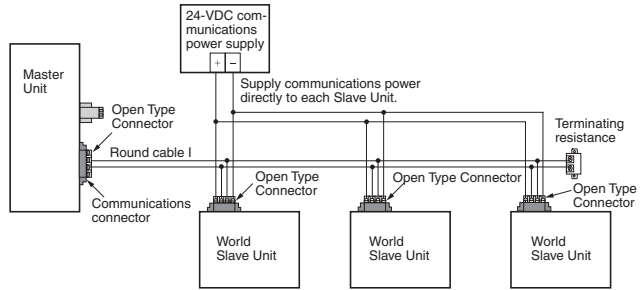 24-VDC com-
munications
power supply
+ −
Master
Unit
Supply communications power
directly to each Slave Unit.
Open Type
Connector
Terminating
resistance
Round cable I
Open Type
Connector
Open Type Connector
Open Type
Connector
Communications
connector
World
Slave Unit
World
Slave Unit
World
Slave Unit